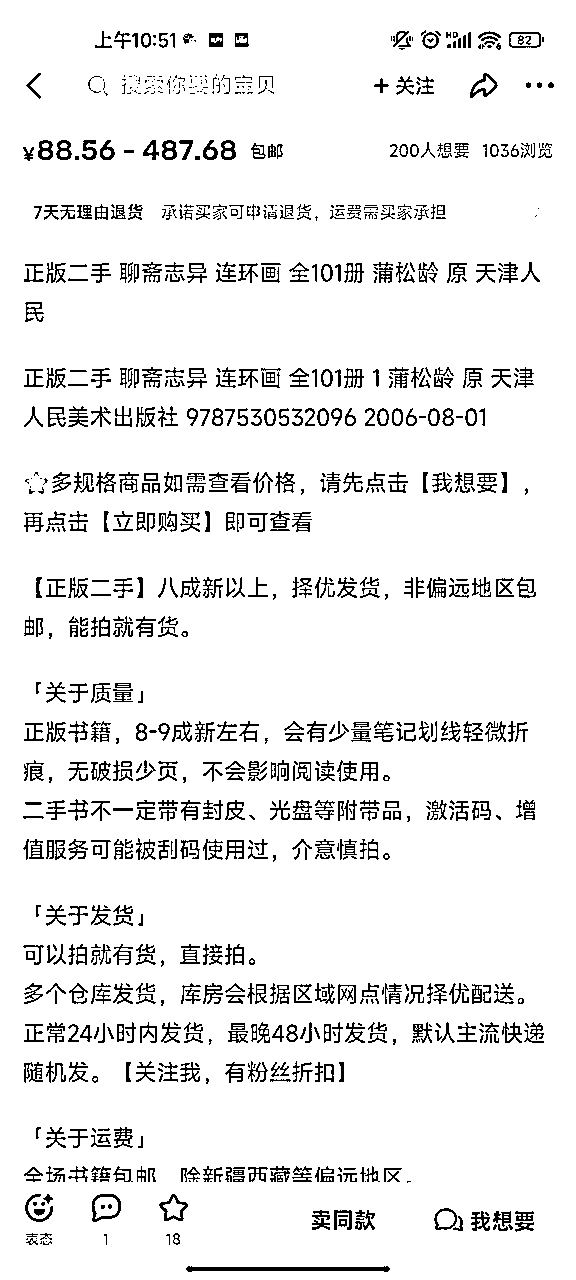 上午10:51
82
搜索你要的宝贝
+关注
¥88.56 - 487.68 包邮 200人想要 1036浏览
7天无理由退货 承诺买家可申请退货，运费需买家承担
正版二手 聊斋志异 连环画 全101册 蒲松龄 原 天津人
民
正版二手 聊斋志异 连环画 全101册 1 蒲松龄 原 天津
人民美术出版社 9787530532096 2006-08-01
多规格商品如需查看价格，请先点击【我想要】，
再点击【立即购买】即可查看
【正版二手】八成新以上，择优发货，非偏远地区包
邮，能拍就有货。
「关于质量」
正版书籍，8-9成新左右，会有少量笔记划线轻微折
痕，无破损少页，不会影响阅读使用。
二手书不一定带有封皮、光盘等附带品，激活码、增
值服务可能被刮码使用过，介意慎拍。
「关于发货」
可以拍就有货，直接拍。
多个仓库发货，库房会根据区域网点情况择优配送。
正常24小时内发货，最晚48小时发货，默认主流快递
随机发。【关注我，有粉丝折扣】
「关于运费」
全场书籍包邮，除新疆西藏等偏远地区。
表态 1 18 卖同款 我想要